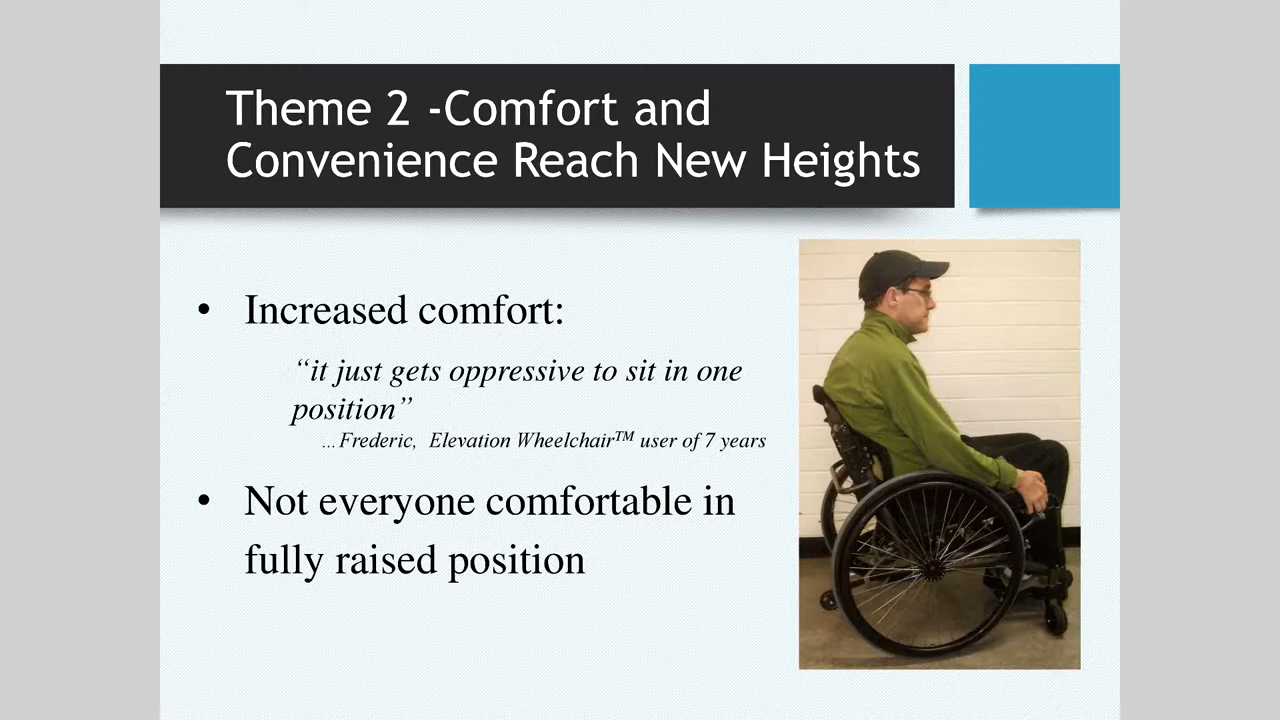 Theme 2 -Comfort and
Convenience Reach New Heights
• Increased comfort:
“it just gets oppressive to sit in one
position”
…Frederic, Elevation Wheelchair™ user of 7 years
• Not everyone comfortable in
fully raised position